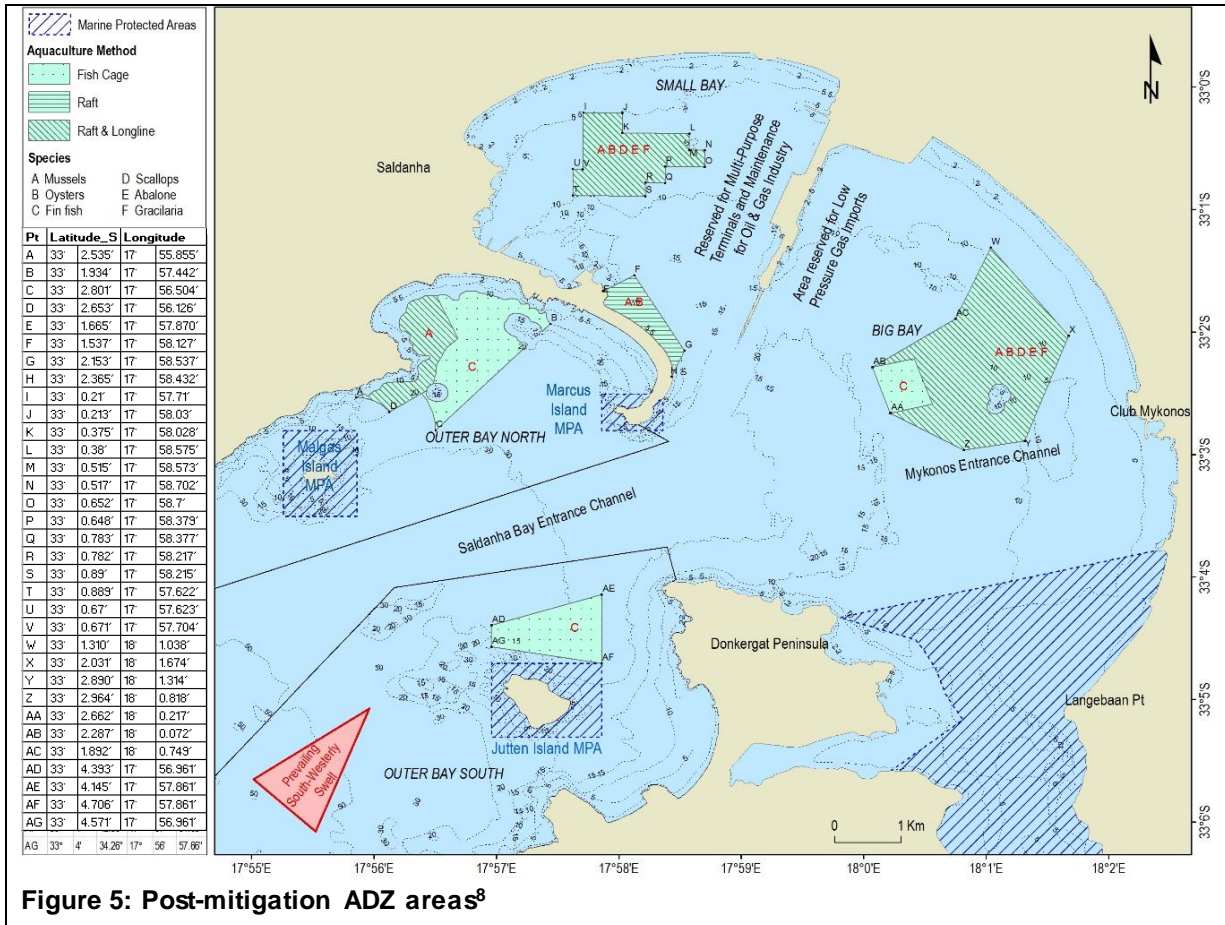 Marine Protected Areas
Aquaculture Method
Fish Cage
Raft
Raft & Longline
Species
A Mussels D Scallops
B Oysters E Abalone
C Fin fish F Gracilaria
Pt Latitude_S Longitude
A 33° 2.535′ 17° 55.855′
B 33° 1.934′ 17° 57.442′
C 33° 2.801′ 17° 56.504′
D 33° 2.653′ 17° 56.126′
E 33° 1.665′ 17° 57.870′
F 33° 1.537′ 17° 58.127′
G 33° 2.153′ 17° 58.537′
H 33° 2.365′ 17° 58.432′
I 33° 0.21′ 17° 57.71′
J 33° 0.213′ 17° 58.03′
K 33° 0.375′ 17° 58.028′
L 33° 0.38′ 17° 58.575′
M 33° 0.515′ 17° 58.573′
N 33° 0.517′ 17° 58.702′
O 33° 0.652′ 17° 58.7′
P 33° 0.648′ 17° 58.379′
Q 33° 0.783′ 17° 58.377′
R 33° 0.782′ 17° 58.217′
S 33° 0.89′ 17° 58.215′
T 33° 0.889′ 17° 57.622′
U 33° 0.67′ 17° 57.623′
V 33° 0.671′ 17° 57.704′
W 33° 1.310′ 18° 1.038′
X 33° 2.031′ 18° 1.674′
Y 33° 2.890′ 18° 1.314′
Z 33° 2.964′ 18° 0.818′
AA 33° 2.662′ 18° 0.217′
AB 33° 2.287′ 18° 0.072′
AC 33° 1.892′ 18° 0.749′
AD 33° 4.393′ 17° 56.961′
AE 33° 4.145′ 17° 57.861′
AF 33° 4.706′ 17° 57.861′
AG 33° 4.571′ 17° 56.961′
AG 33° 4' 34.26" 17° 56' 57.66"
N
SMALL BAY
Saldanha
I J
K
L
A B D E F
M
N
O
P
Q
U V
R
T S
Reserved for Multi-Purpose
Terminals and Maintenance
for Oil & Gas Industry
Area reserved for Low
Pressure Gas Imports
E
F
A B
G
H
A
B
C
A
D
C
Marcus
Island
MPA
OUTER BAY NORTH
Malgas
Island
MPA
Saldanha Bay Entrance Channel
W
AC
BIG BAY
X
AB
A B D E F
C
AA
Z
Y
Club Mykonos
Mykonos Entrance Channel
AE
AD
C
AG
AF
Donkergat Peninsula
Langebaan Pt
Jutten Island MPA
Prevailing
South-Westerly
Swell
OUTER BAY SOUTH
0 1 Km
33°0'S
33°1'S
33°2'S
33°3'S
33°4'S
33°5'S
33°6'S
17°55'E 17°56'E 17°57'E 17°58'E 17°59'E 18°0'E 18°1'E 18°2'E
Figure 5: Post-mitigation ADZ areas⁸